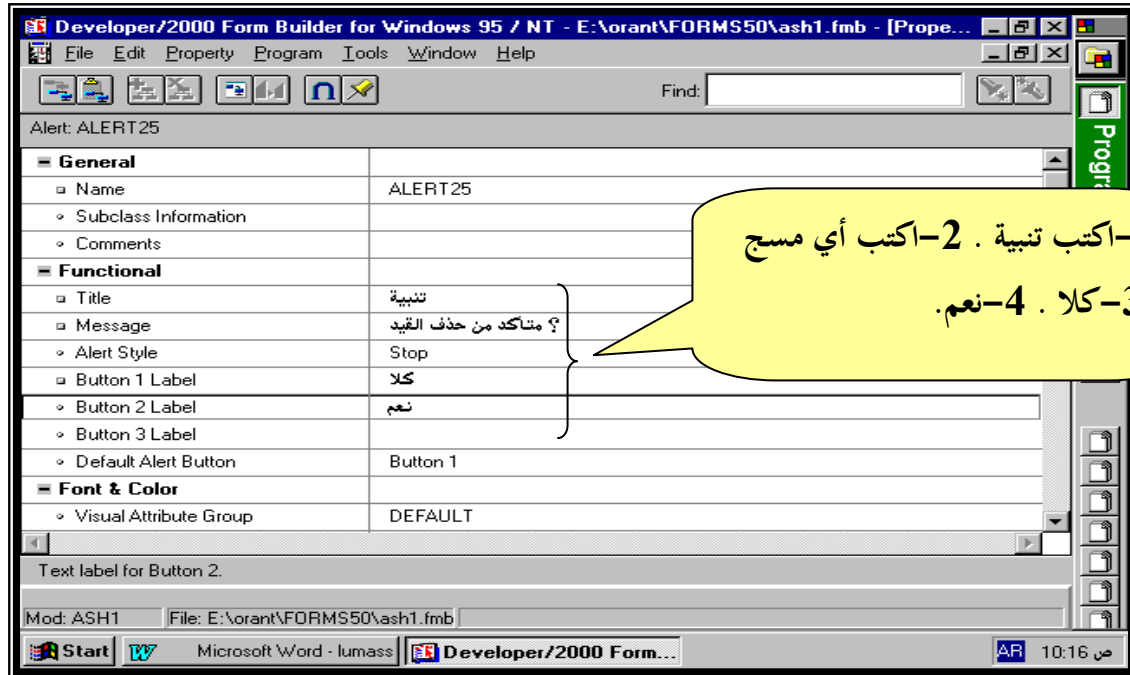 Developer/2000 Form Builder for Windows 95 / NT - E:\orant\FORMS50\ash1.fmb - [Prope...
File Edit Property Program Tools Window Help
Find:
Alert: ALERT25
General
Name ALERT25
Subclass Information
Comments
Functional
Title تنبية
Message متاكد من حذف القيد ؟
Alert Style Stop
Button 1 Label كلا
Button 2 Label نعم
Button 3 Label
Default Alert Button Button 1
Font & Color
Visual Attribute Group DEFAULT
-اكتب تنبية . 2-اكتب أي مسج
3-كلا . 4-نعم.
Progra
Text label for Button 2.
Mod: ASH1 File: E:\orant\FORMS50\ash1.fmb
Start Microsoft Word - lumass Developer/2000 Form... AR 10:16 ص